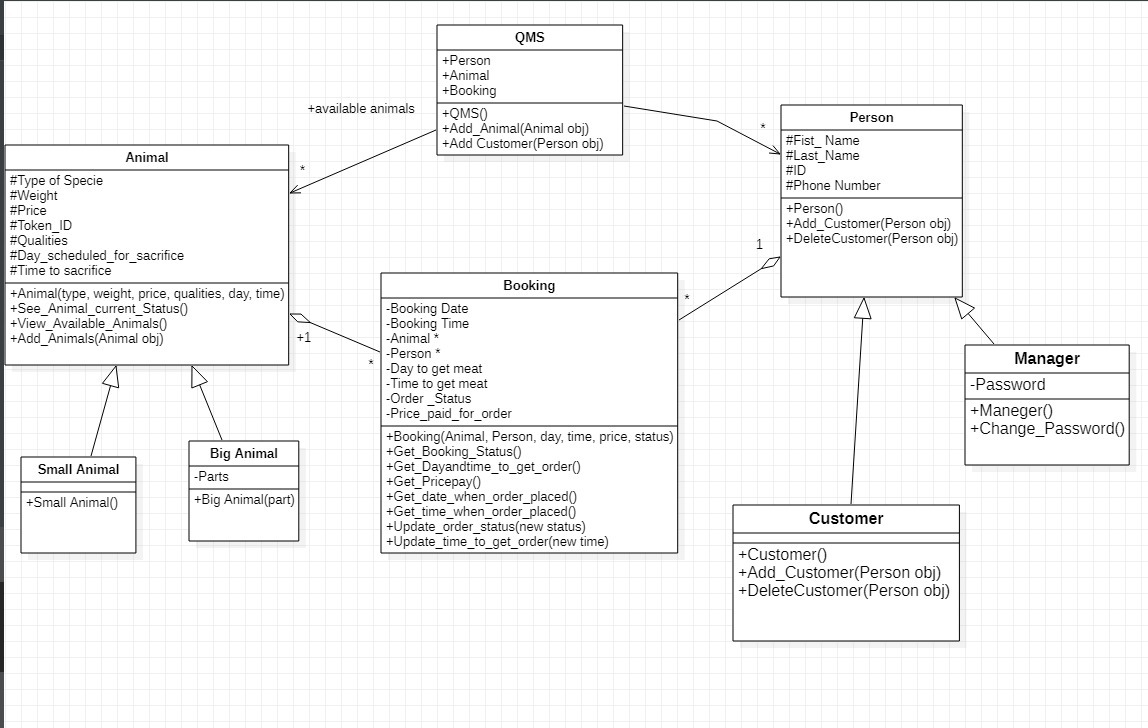 QMS
+Person
+Animal
+Booking
+QMS()
+Add_Animal(Animal obj)
+Add Customer(Person obj)
+available animals
*
*
Animal
#Type of Specie
#Weight
#Price
#Token_ID
#Qualities
#Day_scheduled_for_sacrifice
#Time to sacrifice
+Animal(type, weight, price, qualities, day, time)
+See_Animal_current_Status()
+View_Available_Animals()
+Add_Animals(Animal obj)
Person
#Fist_ Name
#Last_Name
#ID
#Phone Number
+Person()
+Add_Customer(Person obj)
+DeleteCustomer(Person obj)
1
*
+1
*
Booking
-Booking Date
-Booking Time
-Animal *
-Person *
-Day to get meat
-Time to get meat
-Order _Status
-Price_paid_for_order
+Booking(Animal, Person, day, time, price, status)
+Get_Booking_Status()
+Get_Dayandtime_to_get_order()
+Get_Pricepay()
+Get_date_when_order_placed()
+Get_time_when_order_placed()
+Update_order_status(new status)
+Update_time_to_get_order(new time)
Small Animal
+Small Animal()
Big Animal
-Parts
+Big Animal(part)
Manager
-Password
+Maneger()
+Change_Password()
Customer
+Customer()
+Add_Customer(Person obj)
+DeleteCustomer(Person obj)